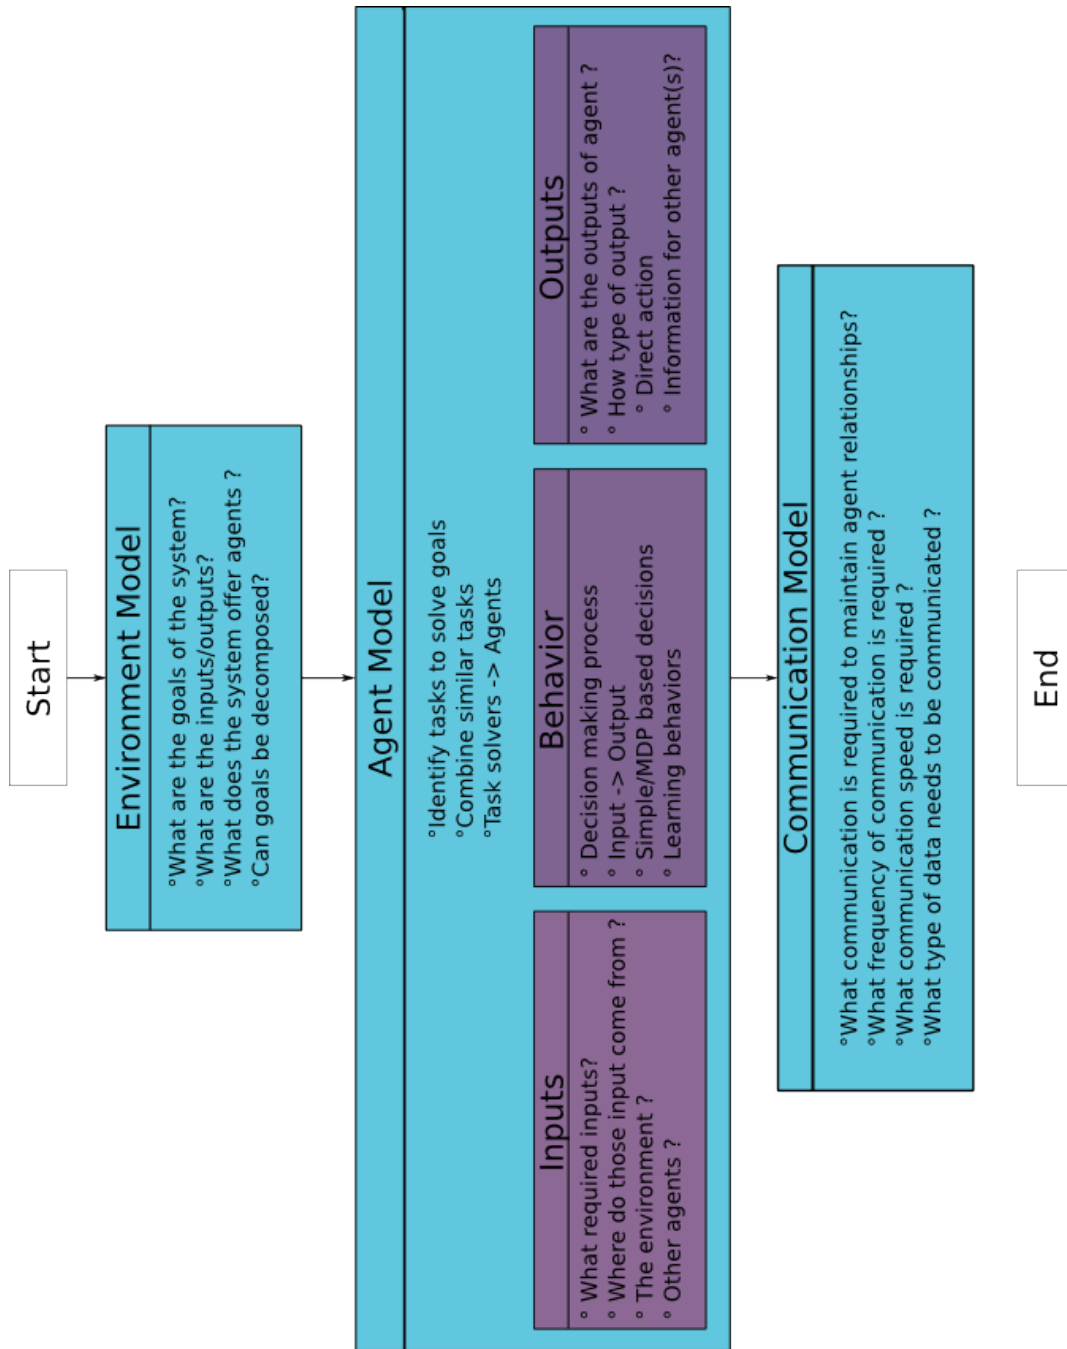 Start
Environment Model
°What are the goals of the system?
°What are the inputs/outputs?
°What does the system offer agents ?
°Can goals be decomposed?
Agent Model
°Identify tasks to solve goals
°Combine similar tasks
°Task solvers -> Agents
Inputs
° What required inputs?
° Where do those input come from ?
° The environment ?
° Other agents ?
Behavior
° Decision making process
° Input -> Output
° Simple/MDP based decisions
° Learning behaviors
Outputs
° What are the outputs of agent ?
° How type of output ?
° Direct action
° Information for other agent(s)?
Communication Model
°What communication is required to maintain agent relationships?
°What frequency of communication is required ?
°What communication speed is required ?
°What type of data needs to be communicated ?
End